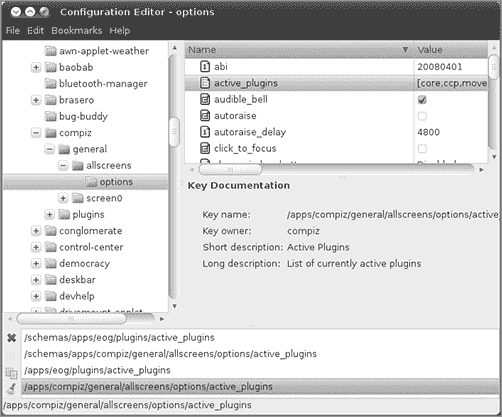 Configuration Editor - options
File Edit Bookmarks Help
awn-applet-weather
baobab
bluetooth-manager
brasero
bug-buddy
compiz
general
allscreens
options
screen0
plugins
conglomerate
control-center
democracy
deskbar
devhelp
drivemount-applet
Name Value
abi 20080401
active_plugins [core,ccp,move
audible_bell
autoraise
autoraise_delay 4800
click_to_focus
Key Documentation
Key name: /apps/compiz/general/allscreens/options/active_
Key owner: compiz
Short description: Active Plugins
Long description: List of currently active plugins
/schemas/apps/eog/plugins/active_plugins
/schemas/apps/compiz/general/allscreens/options/active_plugins
/apps/eog/plugins/active_plugins
/apps/compiz/general/allscreens/options/active_plugins
/apps/compiz/general/allscreens/options/active_plugins